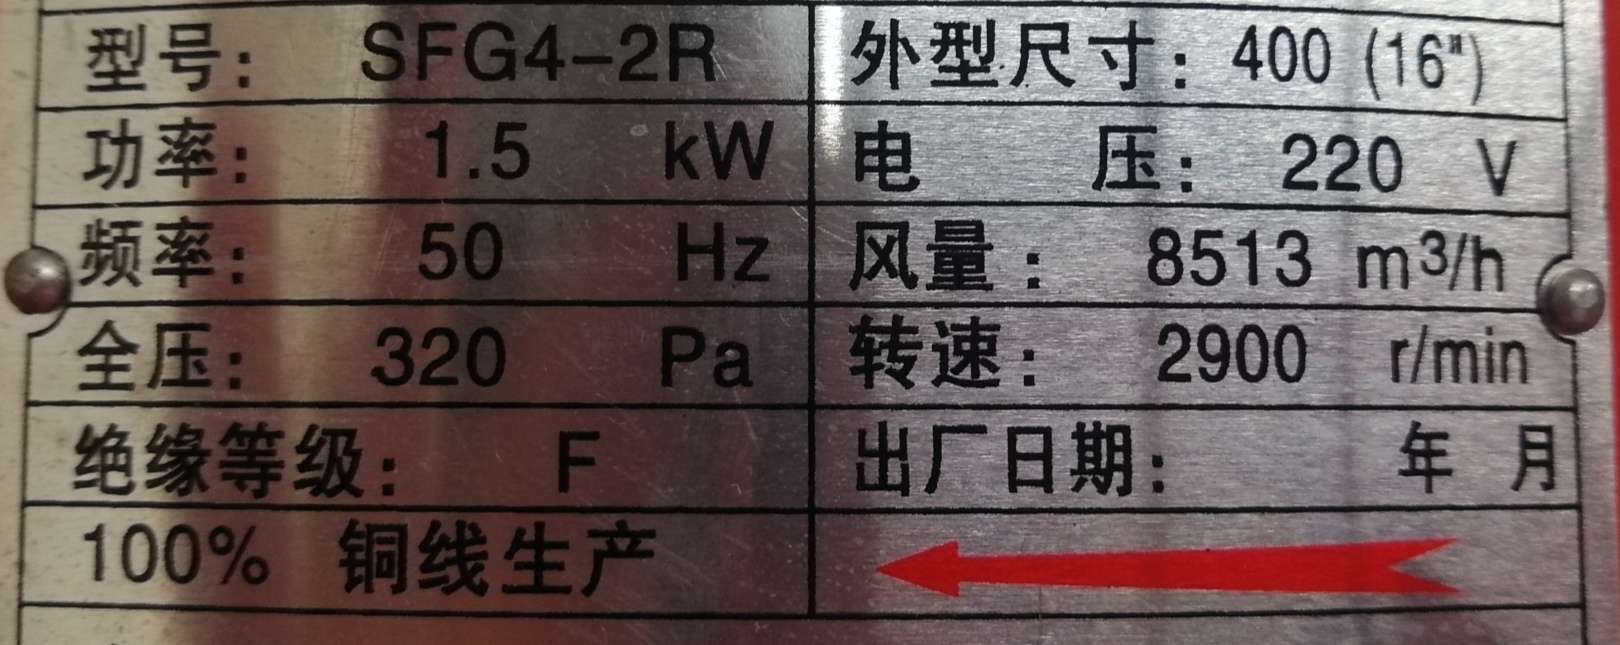 型号: SFG4-2R 外型尺寸: 400 (16")
功率: 1.5 kW 电 压: 220 V
频率: 50 Hz 风量: 8513 m3/h
全压: 320 Pa 转速: 2900 r/min
绝缘等级: F 出厂日期: 年 月
100% 铜线生产